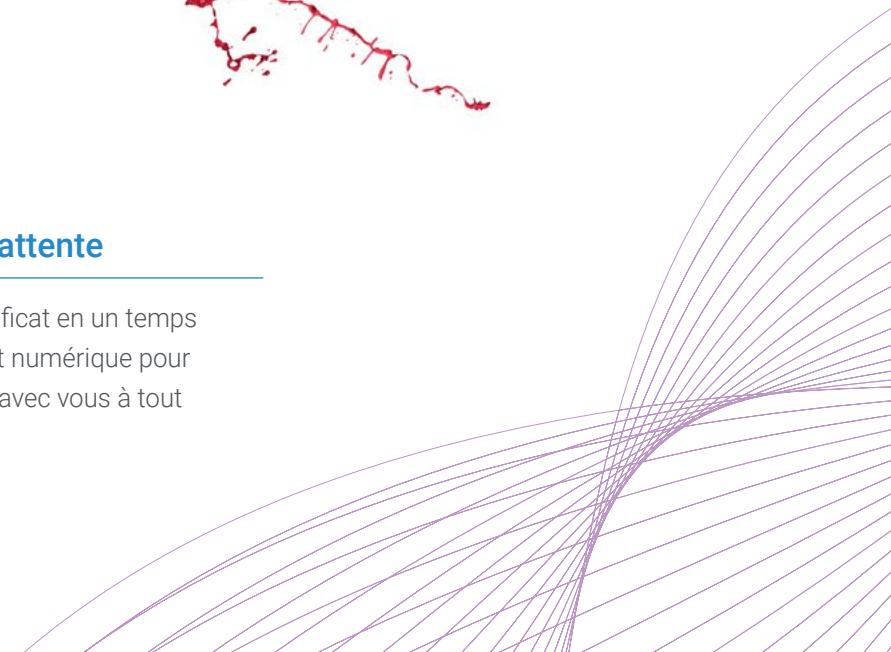 attente
ficat en un temps
t numérique pour
avec vous à tout